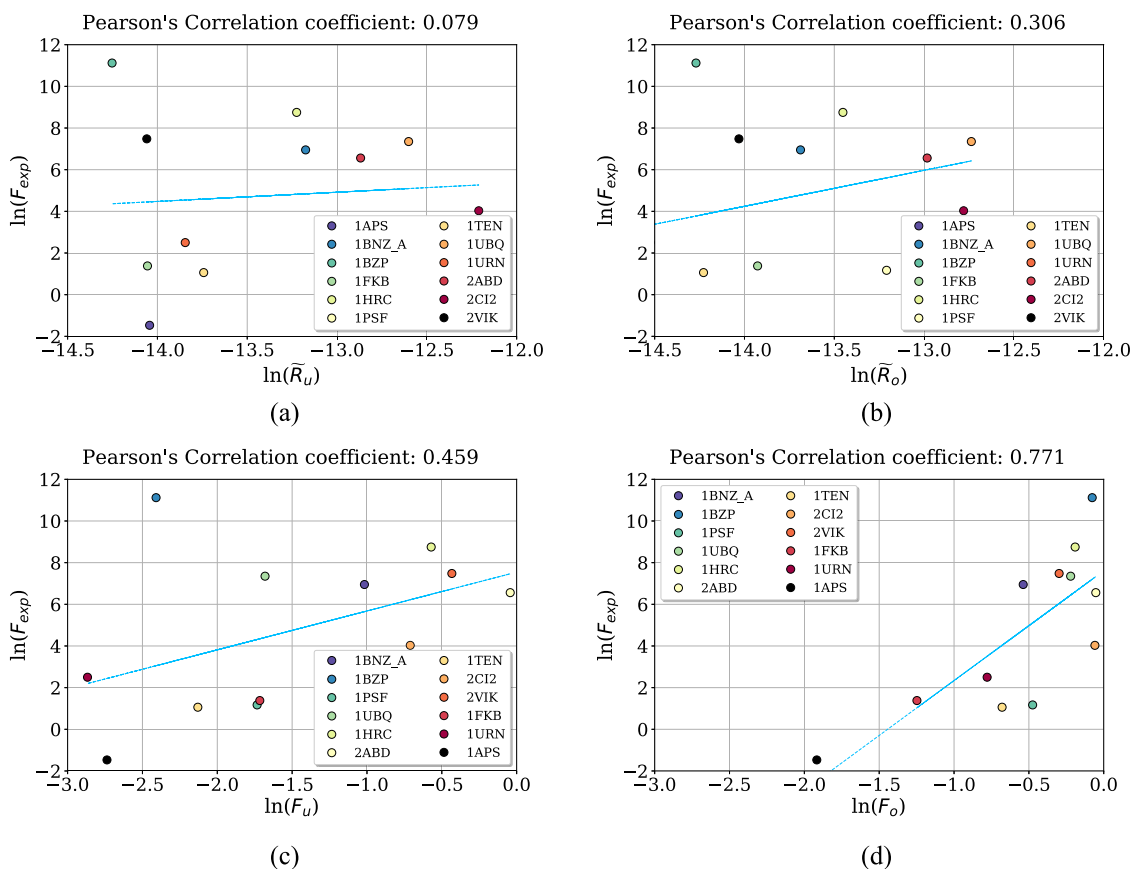 Pearson's Correlation coefficient: 0.079
12
10
8
6
4
2
0
−2
ln(F_exp)
1APS
1BNZ_A
1BZP
1FKB
1HRC
1PSF
1TEN
1UBQ
1URN
2ABD
2CI2
2VIK
−14.5 −14.0 −13.5 −13.0 −12.5 −12.0
ln(R̃_u)
(a)
Pearson's Correlation coefficient: 0.306
12
10
8
6
4
2
0
−2
ln(F_exp)
1APS
1BNZ_A
1BZP
1FKB
1HRC
1PSF
1TEN
1UBQ
1URN
2ABD
2CI2
2VIK
−14.5 −14.0 −13.5 −13.0 −12.5 −12.0
ln(R̃_o)
(b)
Pearson's Correlation coefficient: 0.459
12
10
8
6
4
2
0
−2
ln(F_exp)
1BNZ_A
1BZP
1PSF
1UBQ
1HRC
2ABD
1TEN
2CI2
2VIK
1FKB
1URN
1APS
−3.0 −2.5 −2.0 −1.5 −1.0 −0.5 0.0
ln(F_u)
(c)
Pearson's Correlation coefficient: 0.771
12
10
8
6
4
2
0
−2
ln(F_exp)
1BNZ_A
1BZP
1PSF
1UBQ
1HRC
2ABD
1TEN
2CI2
2VIK
1FKB
1URN
1APS
−3.0 −2.5 −2.0 −1.5 −1.0 −0.5 0.0
ln(F_o)
(d)